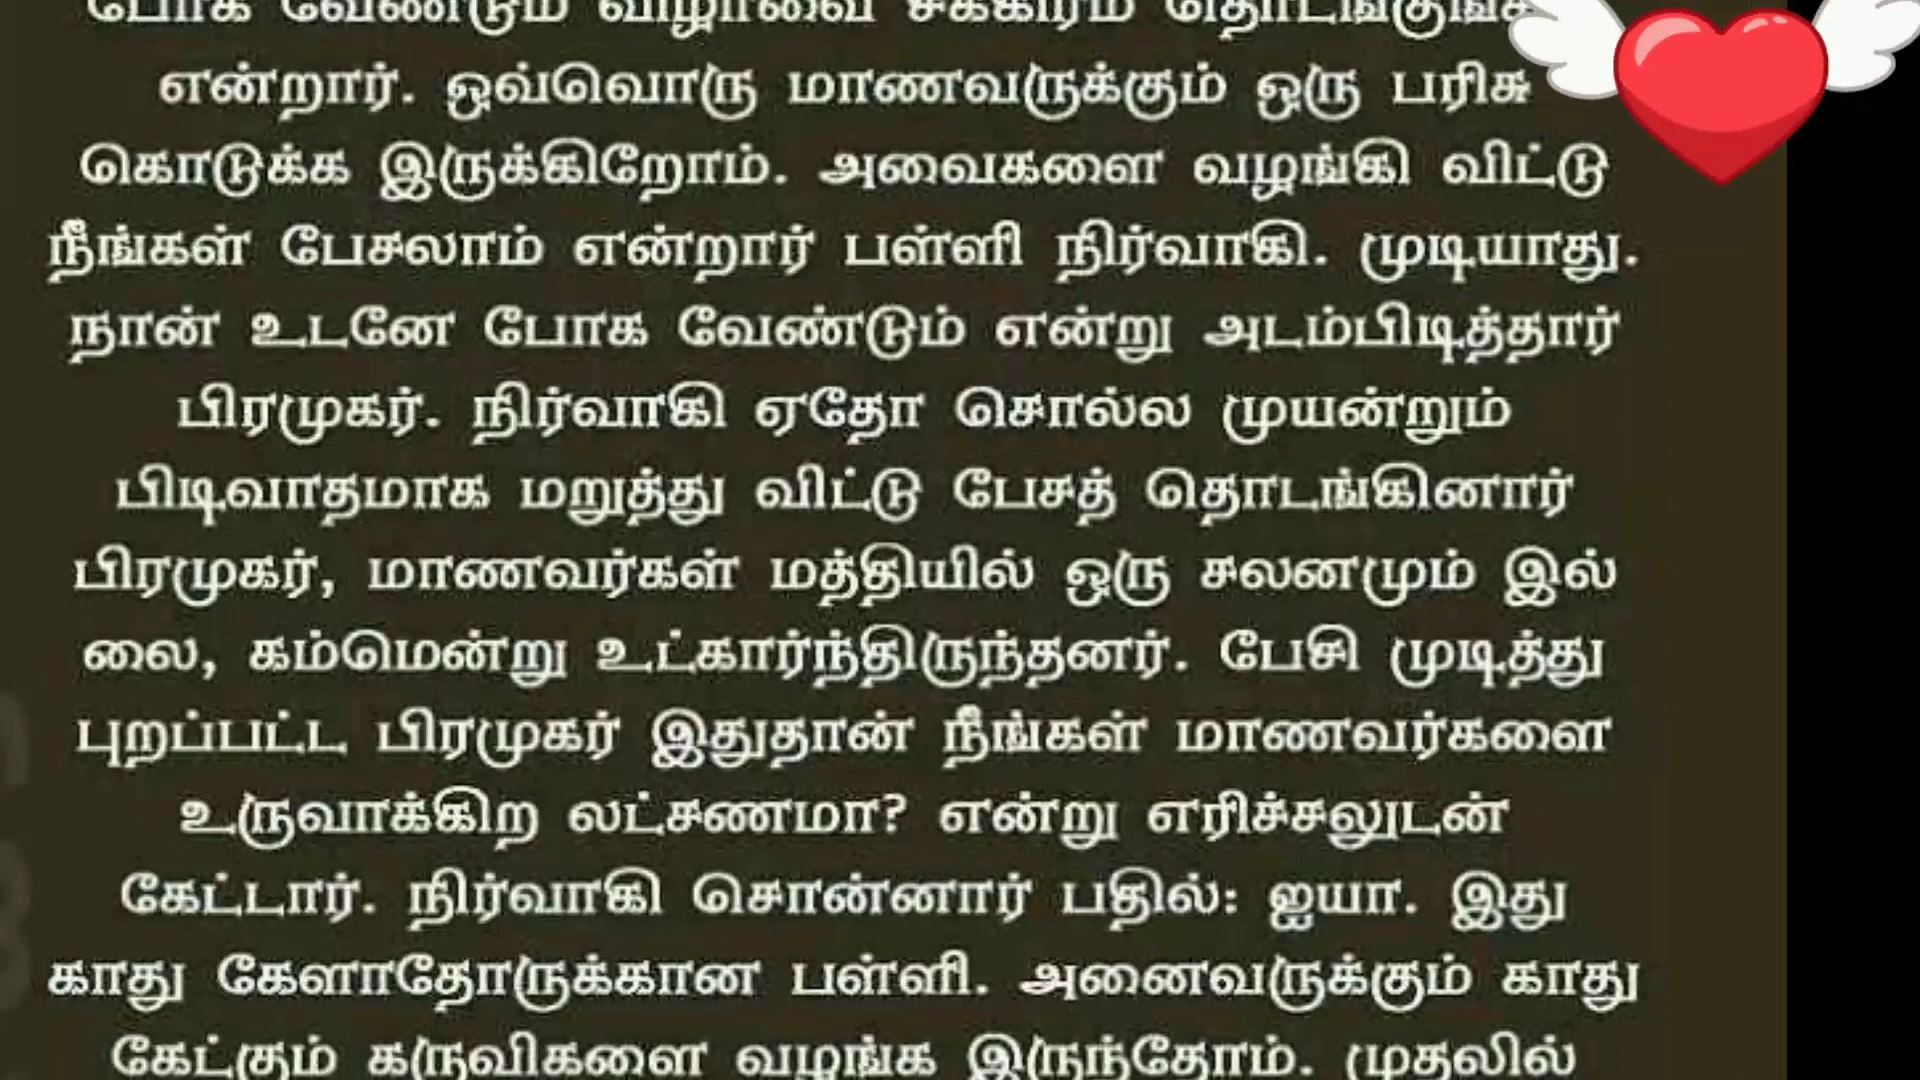 போக வேண்டும் விழாவை சீக்கிரம் தொடங்குங்க
என்றார். ஒவ்வொரு மாணவருக்கும் ஒரு பரிசு
கொடுக்க இருக்கிறோம். அவைகளை வழங்கி விட்டு
நீங்கள் பேசலாம் என்றார் பள்ளி நிர்வாகி. முடியாது.
நான் உடனே போக வேண்டும் என்று அடம்பிடித்தார்
பிரமுகர். நிர்வாகி ஏதோ சொல்ல முயன்றும்
பிடிவாதமாக மறுத்து விட்டு பேசத் தொடங்கினார்
பிரமுகர், மாணவர்கள் மத்தியில் ஒரு சலனமும் இல்
லை, கம்மென்று உட்கார்ந்திருந்தனர். பேசி முடித்து
புறப்பட்ட பிரமுகர் இதுதான் நீங்கள் மாணவர்களை
உருவாக்கிற லட்சணமா? என்று எரிச்சலுடன்
கேட்டார். நிர்வாகி சொன்னார் பதில்: ஐயா. இது
காது கேளாதோருக்கான பள்ளி. அனைவருக்கும் காது
கேட்கும் கருவிகளை வழங்க இருந்தோம். முதலில்